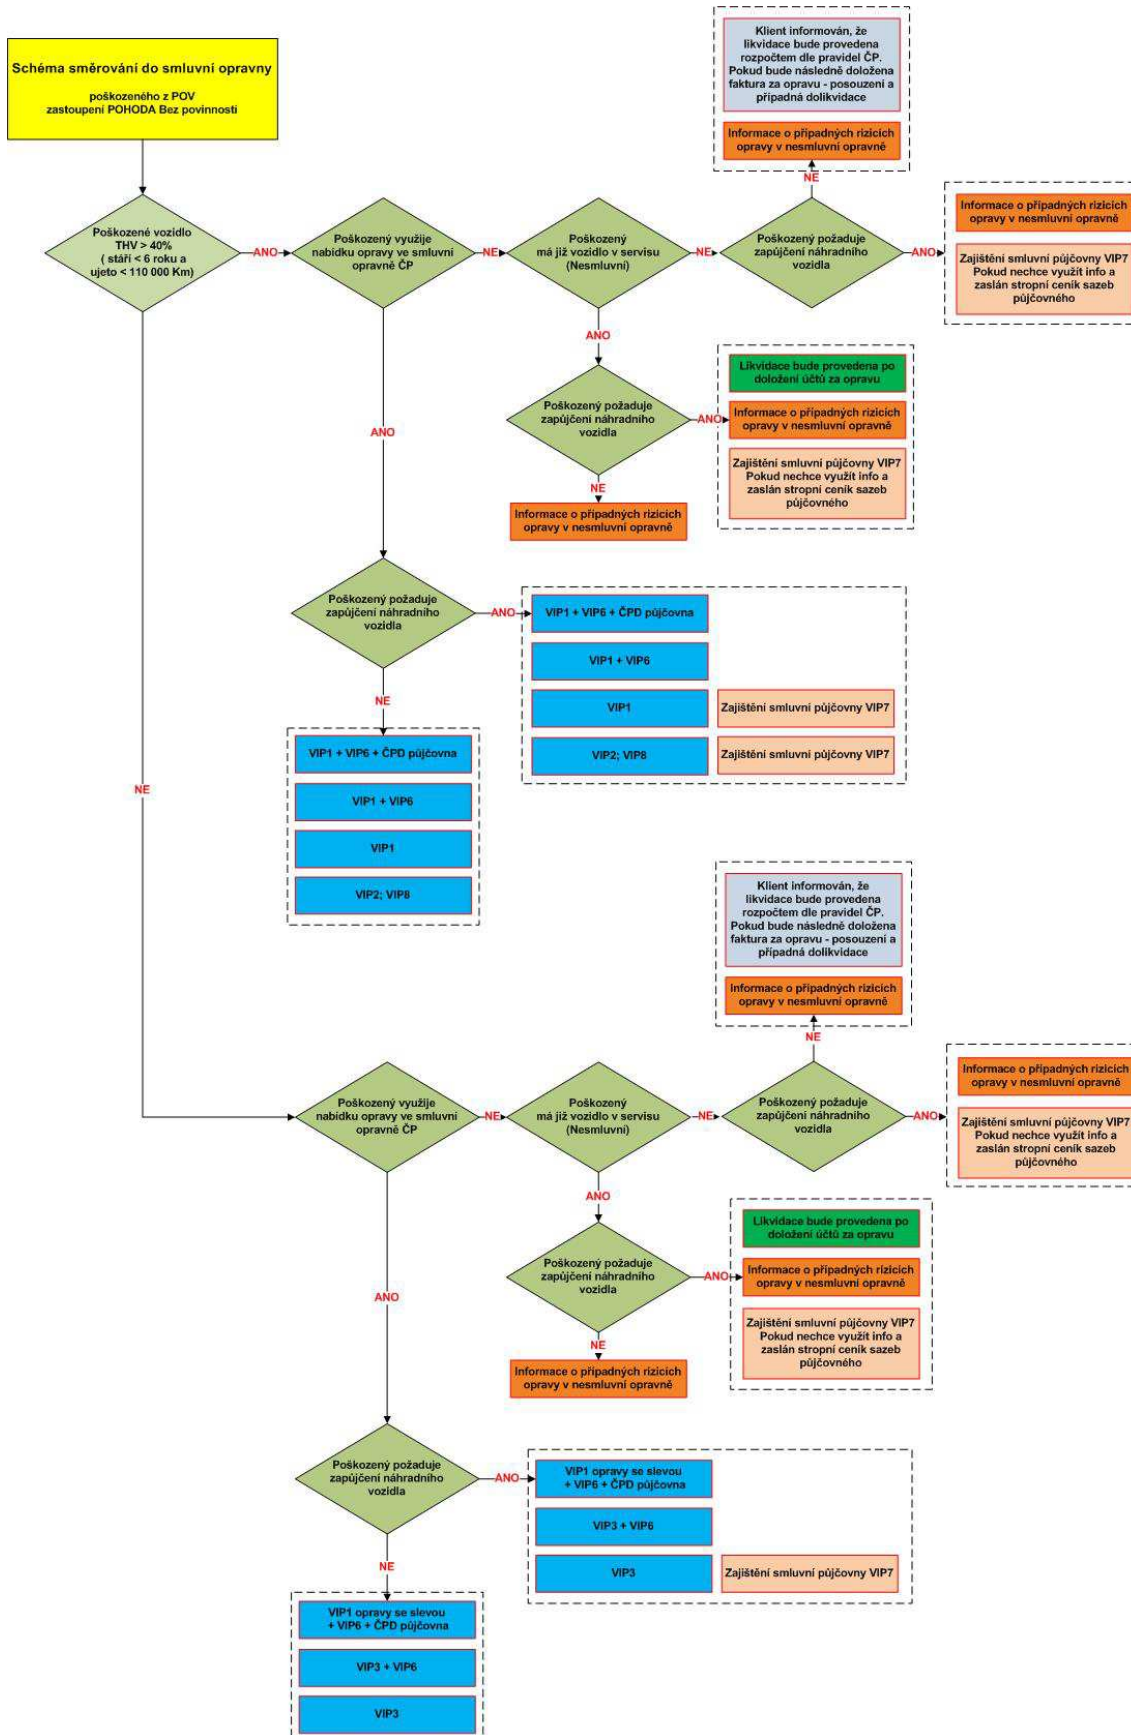 Schéma směrování do smluvní opravny
poškozeného z POV
zastoupení POHODA Bez povinností
Klient informován, že
likvidace bude provedena
rozpočtem dle pravidel ČP.
Pokud bude následně doložena
faktura za opravu - posouzení a
případná dolikvidace
Informace o případných rizicích
opravy v nesmluvní opravně
NE
Poškozené vozidlo
THV > 40%
( stáří < 6 roku a
ujeto < 110 000 Km)
ANO
Poškozený využije
nabídku opravy ve smluvní
opravně ČP
NE
Poškozený
má již vozidlo v servisu
(Nesmluvní)
NE
Poškozený požaduje
zapůjčení náhradního
vozidla
ANO
Informace o případných rizicích
opravy v nesmluvní opravně
Zajištění smluvní půjčovny VIP7
Pokud nechce využít info a
zaslán stropní ceník sazeb
půjčovného
ANO
Poškozený požaduje
zapůjčení náhradního
vozidla
ANO
Likvidace bude provedena po
doložení účtů za opravu
Informace o případných rizicích
opravy v nesmluvní opravně
Zajištění smluvní půjčovny VIP7
Pokud nechce využít info a
zaslán stropní ceník sazeb
půjčovného
NE
Informace o případných rizicích
opravy v nesmluvní opravně
ANO
Poškozený požaduje
zapůjčení náhradního
vozidla
ANO
VIP1 + VIP6 + ČPD půjčovna
VIP1 + VIP6
VIP1
Zajištění smluvní půjčovny VIP7
VIP2; VIP8
Zajištění smluvní půjčovny VIP7
NE
VIP1 + VIP6 + ČPD půjčovna
VIP1 + VIP6
VIP1
VIP2; VIP8
NE
Klient informován, že
likvidace bude provedena
rozpočtem dle pravidel ČP.
Pokud bude následně doložena
faktura za opravu - posouzení a
případná dolikvidace
Informace o případných rizicích
opravy v nesmluvní opravně
NE
Poškozený využije
nabídku opravy ve smluvní
opravně ČP
NE
Poškozený
má již vozidlo v servisu
(Nesmluvní)
NE
Poškozený požaduje
zapůjčení náhradního
vozidla
ANO
Informace o případných rizicích
opravy v nesmluvní opravně
Zajištění smluvní půjčovny VIP7
Pokud nechce využít info a
zaslán stropní ceník sazeb
půjčovného
ANO
Poškozený požaduje
zapůjčení náhradního
vozidla
ANO
Likvidace bude provedena po
doložení účtů za opravu
Informace o případných rizicích
opravy v nesmluvní opravně
Zajištění smluvní půjčovny VIP7
Pokud nechce využít info a
zaslán stropní ceník sazeb
půjčovného
NE
Informace o případných rizicích
opravy v nesmluvní opravně
ANO
Poškozený požaduje
zapůjčení náhradního
vozidla
ANO
VIP1 opravy se slevou
+ VIP6 + ČPD půjčovna
VIP3 + VIP6
VIP3
Zajištění smluvní půjčovny VIP7
NE
VIP1 opravy se slevou
+ VIP6 + ČPD půjčovna
VIP3 + VIP6
VIP3